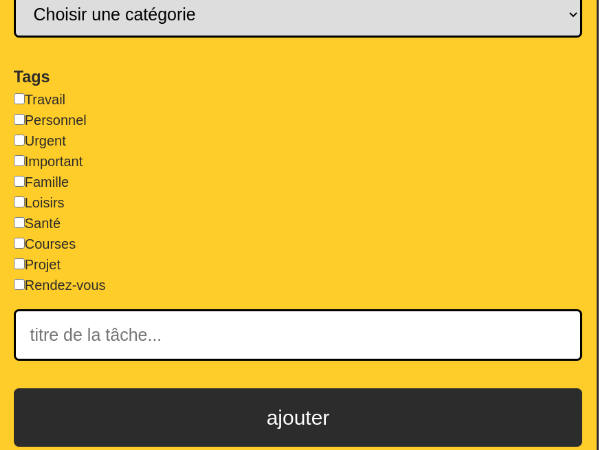 Choisir une catégorie
Tags
Travail
Personnel
Urgent
Important
Famille
Loisirs
Santé
Courses
Projet
Rendez-vous
titre de la tâche...
ajouter